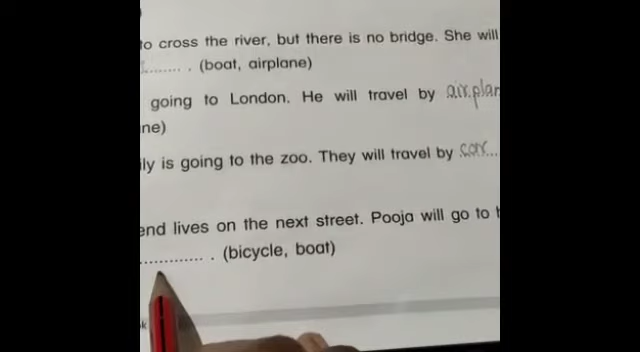 to cross the river, but there is no bridge. She will
........ . (boat, airplane)
going to London. He will travel by airplan
ne)
ily is going to the zoo. They will travel by car...
end lives on the next street. Pooja will go to t
............. . (bicycle, boat)
k